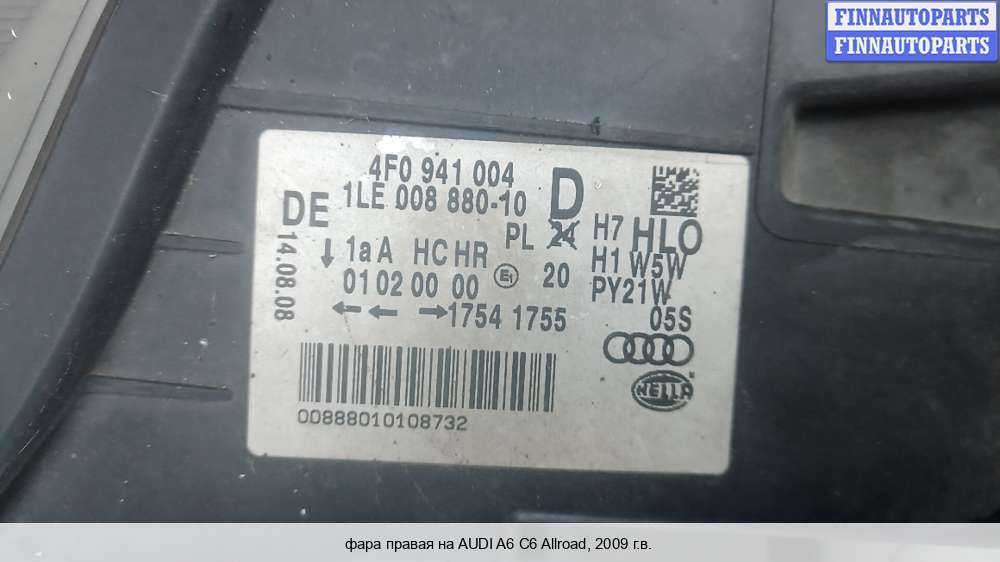 FINNAUTOPARTS
FINNAUTOPARTS
4F0 941 004 D
1LE 008 880-10
DE
14.08.08
PL 24 H7 HLO
1a A HC HR E1 20 H1 W5W
01 02 00 00 PY21W
1754 1755 05S
HELLA
00888010108732
фара правая на AUDI A6 C6 Allroad, 2009 г.в.